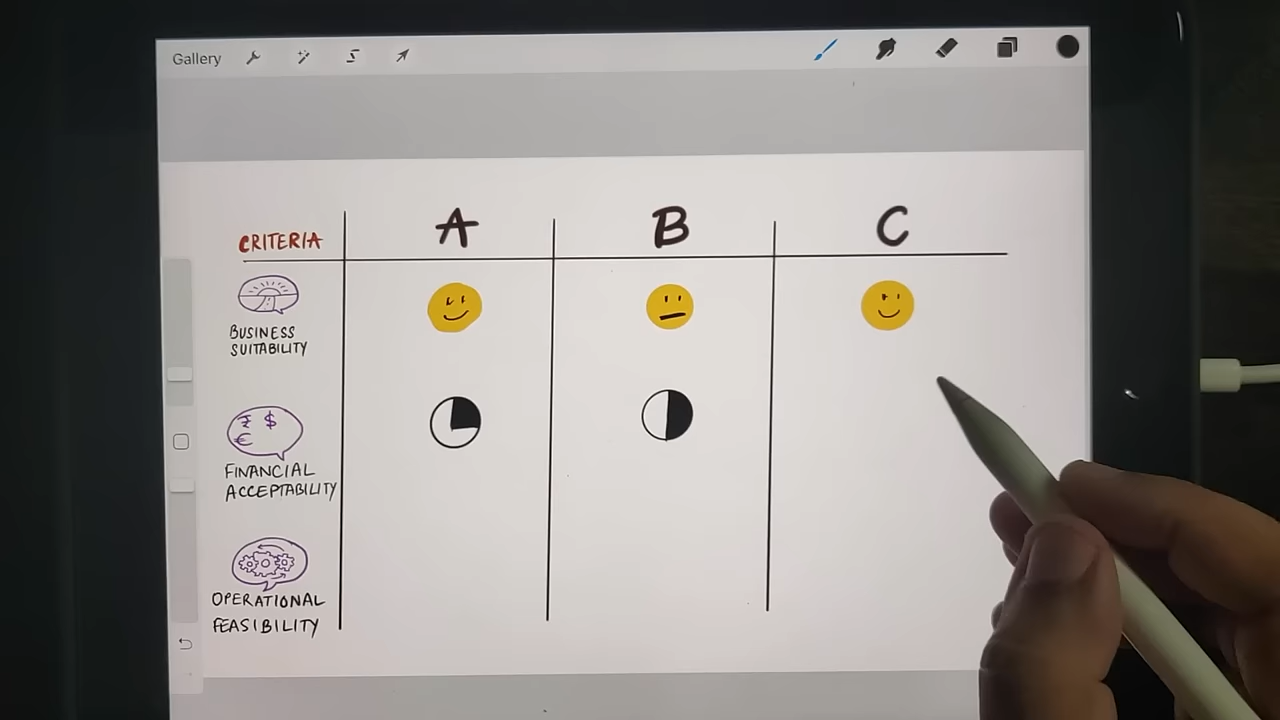 Gallery
A B C
CRITERIA
BUSINESS
SUITABILITY
₹ $
€
FINANCIAL
ACCEPTABILITY
OPERATIONAL
FEASIBILITY